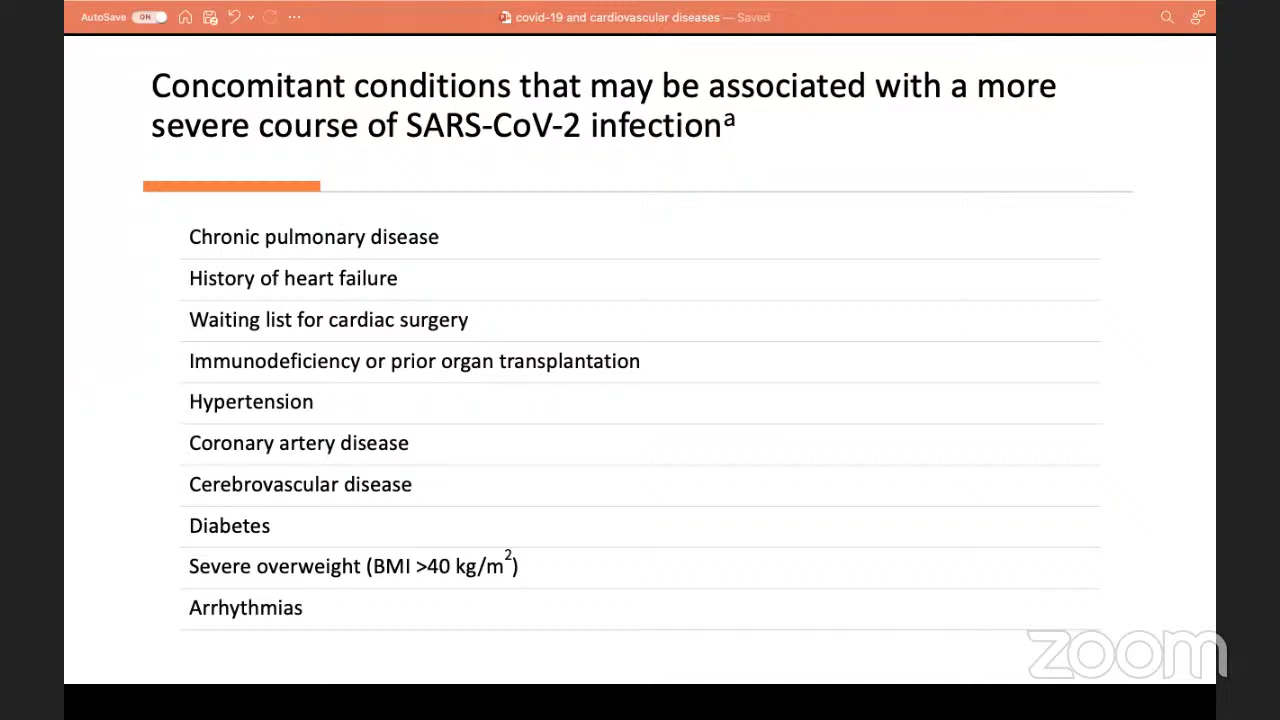 AutoSave ON covid-19 and cardiovascular diseases — Saved
Concomitant conditions that may be associated with a more
severe course of SARS-CoV-2 infectionᵃ
Chronic pulmonary disease
History of heart failure
Waiting list for cardiac surgery
Immunodeficiency or prior organ transplantation
Hypertension
Coronary artery disease
Cerebrovascular disease
Diabetes
Severe overweight (BMI >40 kg/m²)
Arrhythmias
zoom